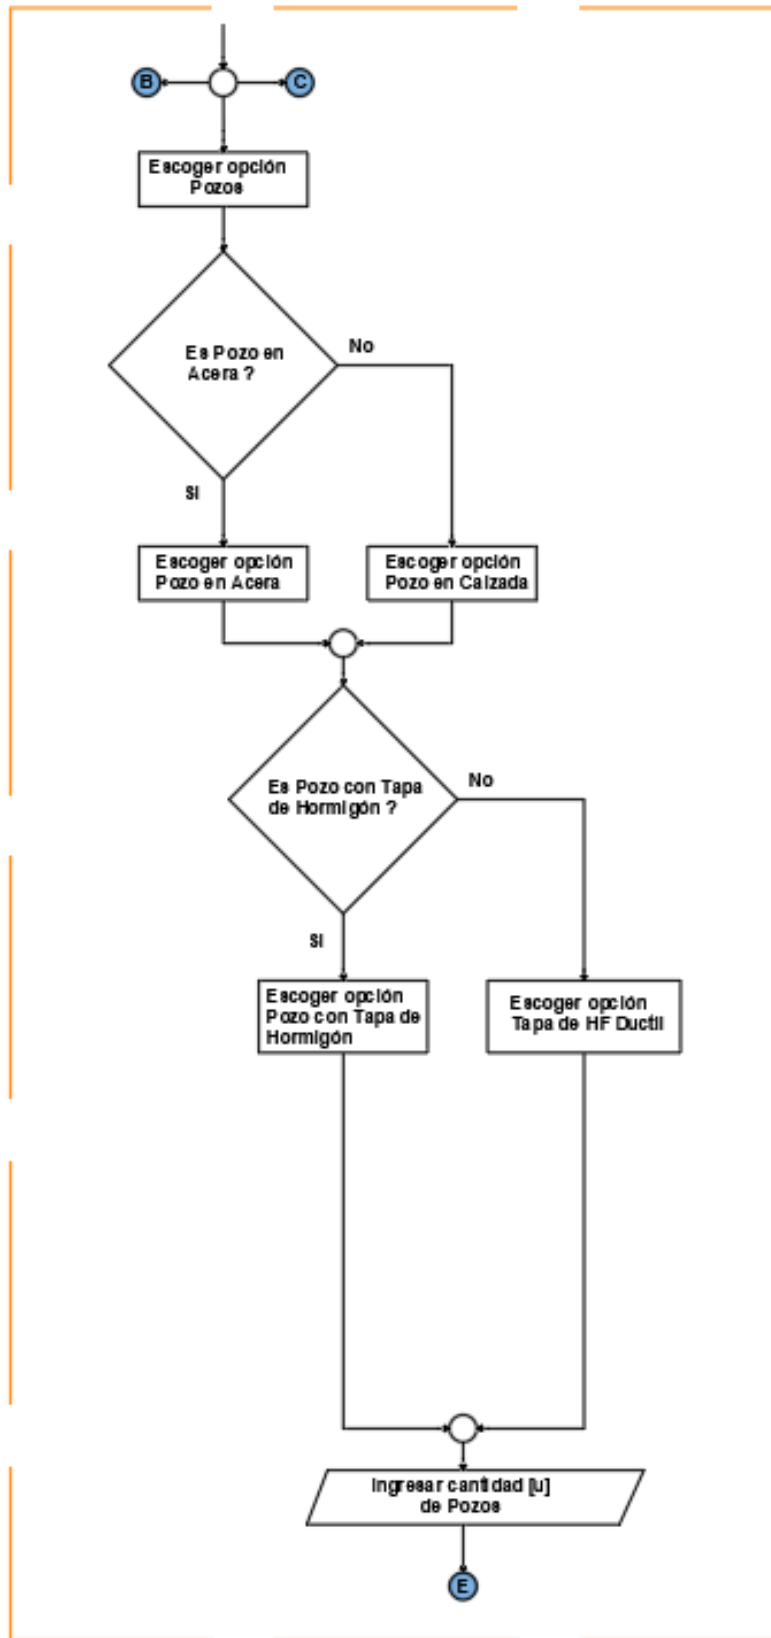 B
C
Escoger opción
Pozos
Es Pozo en
Acera ?
No
Si
Escoger opción
Pozo en Acera
Escoger opción
Pozo en Calzada
Es Pozo con Tapa
de Hormigón ?
No
Si
Escoger opción
Pozo con Tapa de
Hormigón
Escoger opción
Tapa de HF Ductil
Ingresar cantidad [u]
de Pozos
E